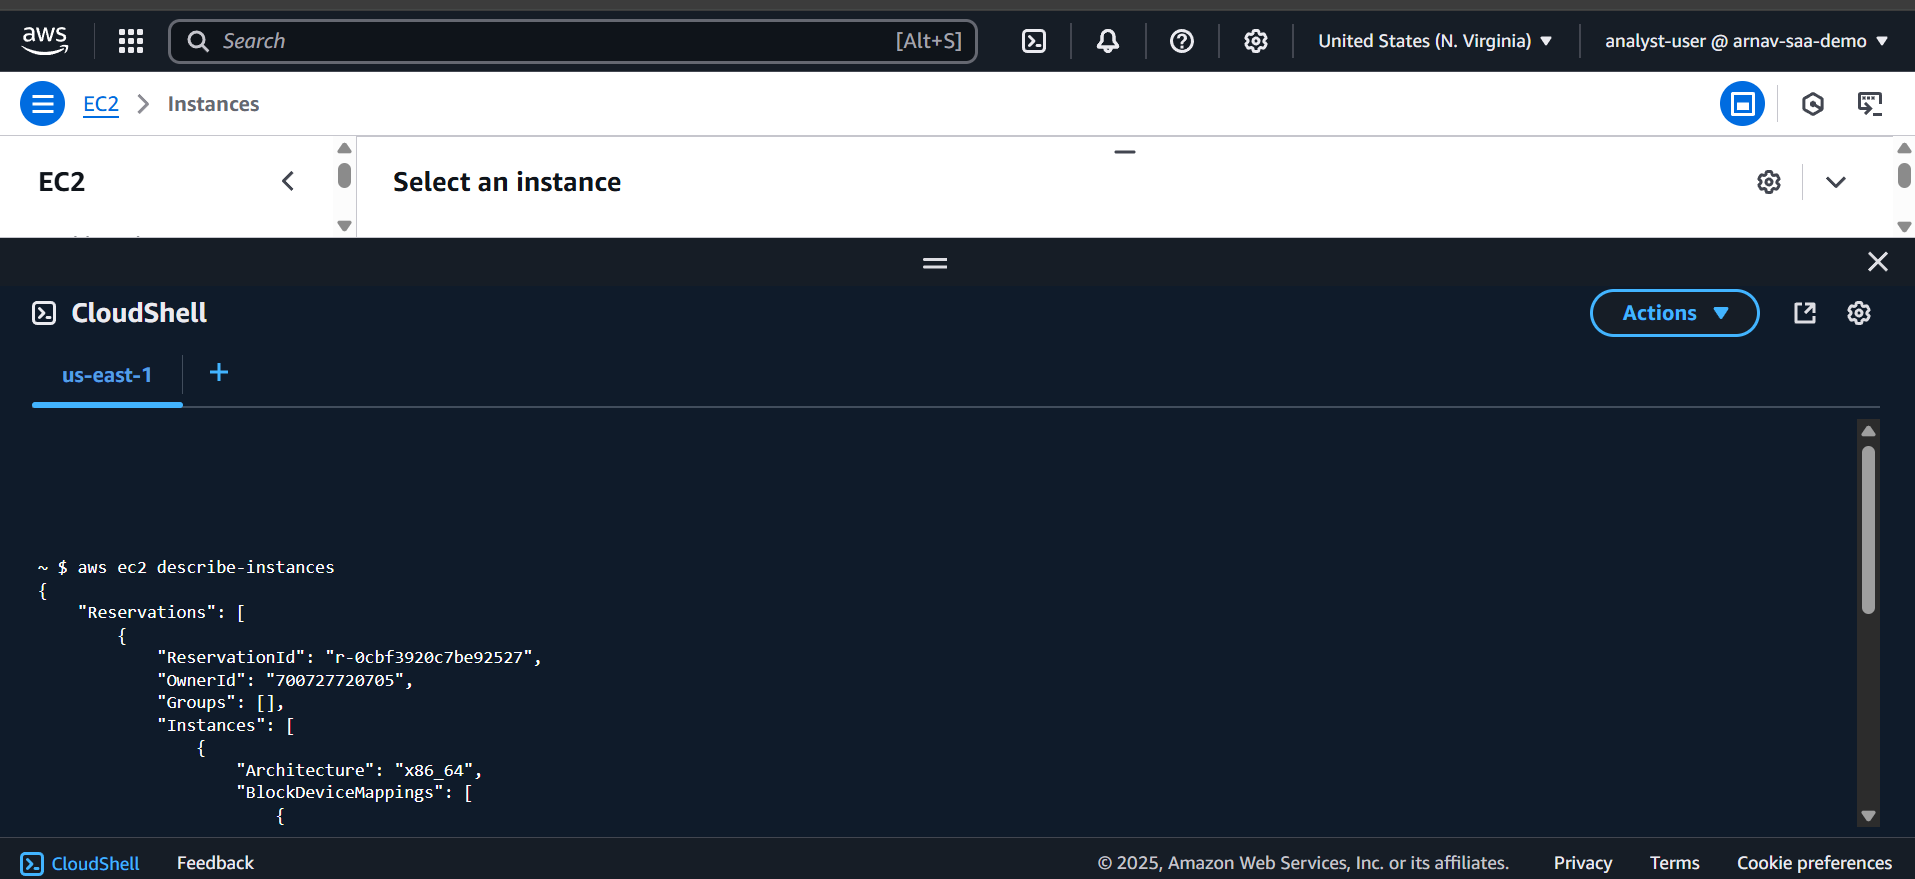 aws
Search [Alt+S] United States (N. Virginia) analyst-user @ arnav-saa-demo
EC2 Instances
EC2
Select an instance
CloudShell
Actions
us-east-1 +
~ $ aws ec2 describe-instances
{
"Reservations": [
{
"ReservationId": "r-0cbf3920c7be92527",
"OwnerId": "700727720705",
"Groups": [],
"Instances": [
{
"Architecture": "x86_64",
"BlockDeviceMappings": [
{
CloudShell Feedback © 2025, Amazon Web Services, Inc. or its affiliates. Privacy Terms Cookie preferences